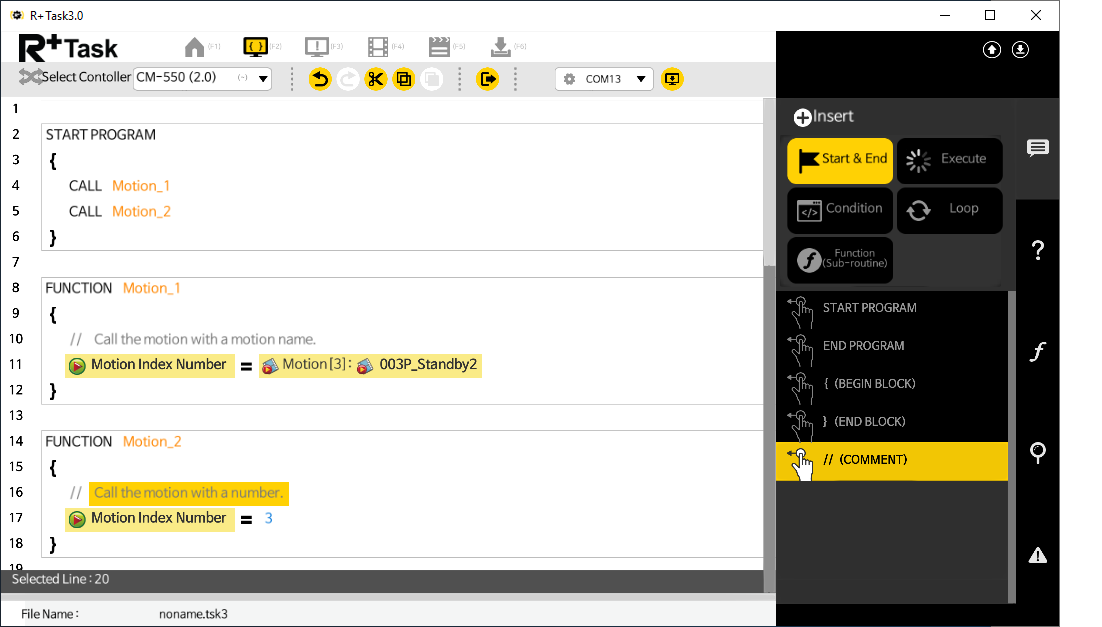 R+ Task3.0
R+Task
(F1)
(F2)
(F3)
(F4)
(F5)
(F6)
Select Contoller CM-550 (2.0) (-)
COM13
1
2 START PROGRAM
3 {
4 CALL Motion_1
5 CALL Motion_2
6 }
7
8 FUNCTION Motion_1
9 {
10 // Call the motion with a motion name.
11 Motion Index Number = Motion[3]: 003P_Standby2
12 }
13
14 FUNCTION Motion_2
15 {
16 // Call the motion with a number.
17 Motion Index Number = 3
18 }
19
Selected Line : 20
File Name : noname.tsk3
Insert
Start & End
Execute
Condition
Loop
Function
(Sub-routine)
START PROGRAM
END PROGRAM
{ (BEGIN BLOCK)
} (END BLOCK)
// (COMMENT)